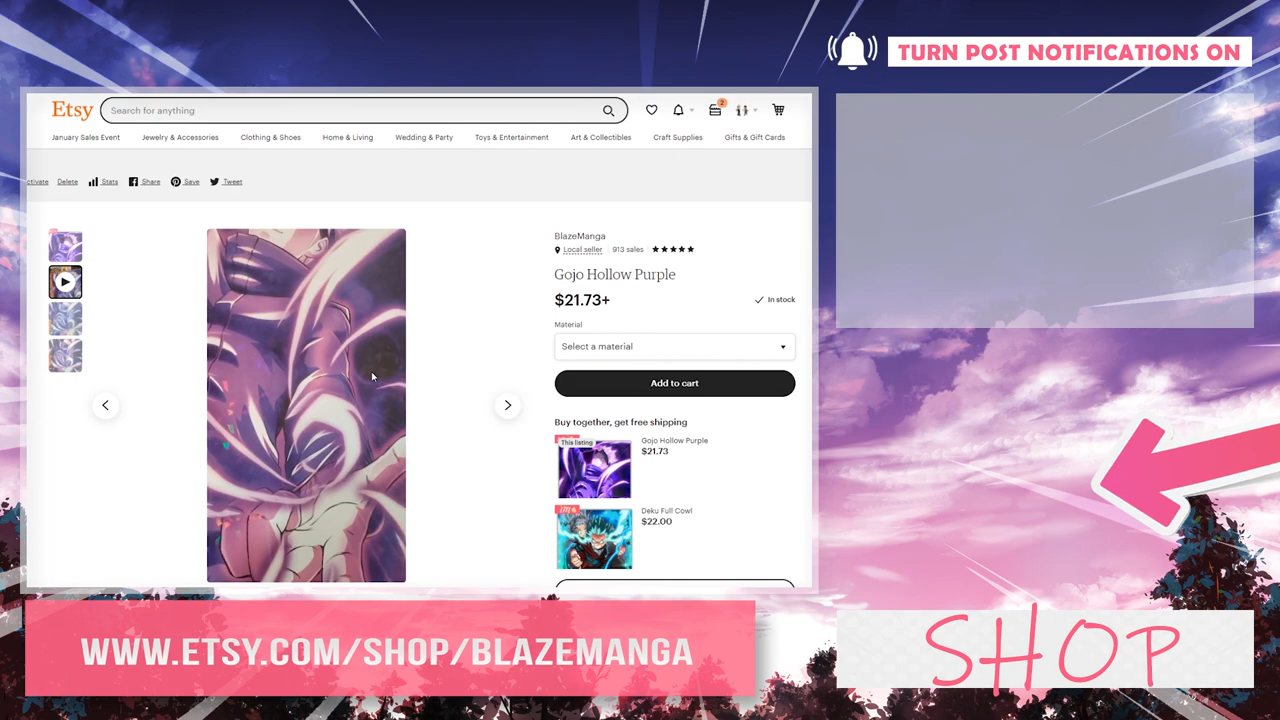 TURN POST NOTIFICATIONS ON
Etsy
Search for anything
2
January Sales Event
Jewelry & Accessories
Clothing & Shoes
Home & Living
Wedding & Party
Toys & Entertainment
Art & Collectibles
Craft Supplies
Gifts & Gift Cards
ctivate
Delete
Stats
Share
Save
Tweet
BlazeManga
Local seller
913 sales
Gojo Hollow Purple
$21.73+
In stock
Material
Select a material
Add to cart
Buy together, get free shipping
This listing
Gojo Hollow Purple
$21.73
Deku Full Cowl
$22.00
WWW.ETSY.COM/SHOP/BLAZEMANGA
SHOP